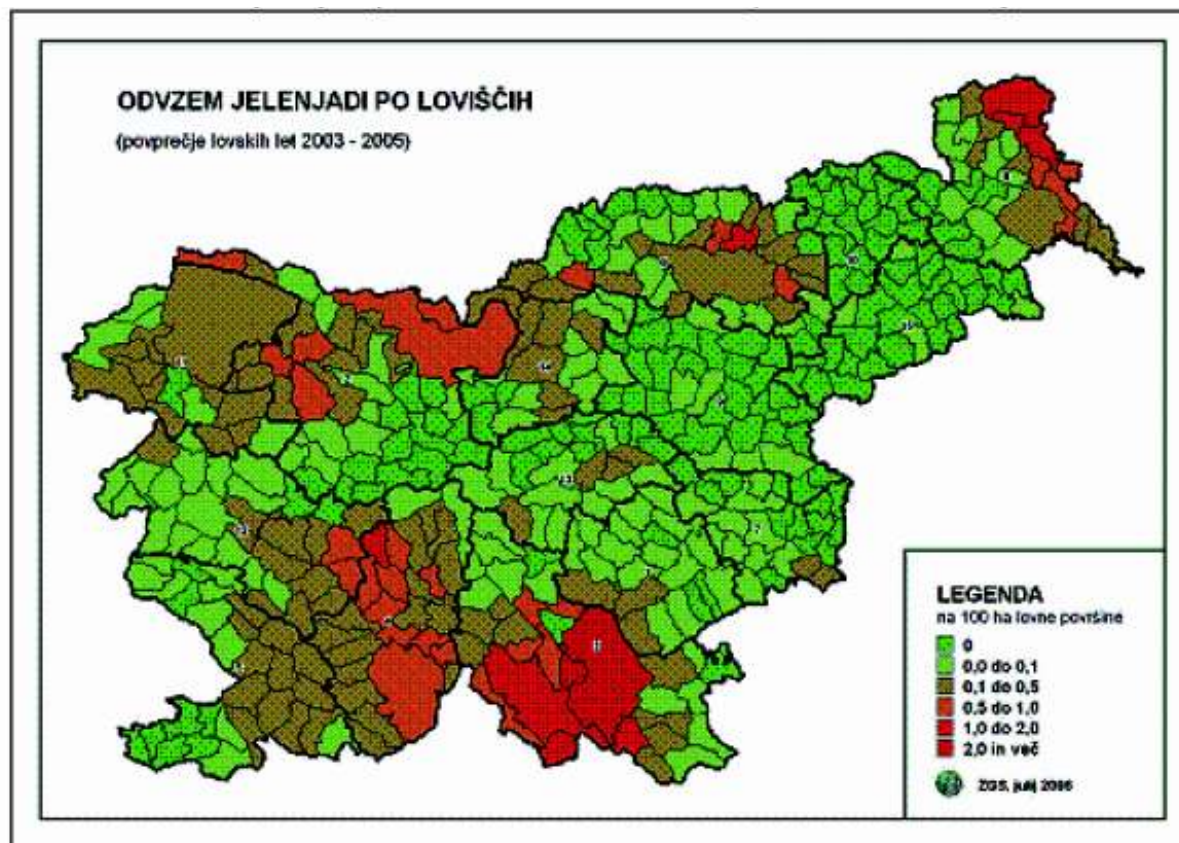 ODVZEM JELENJADI PO LOVIŠČIH
(povprečje lovskih let 2003 - 2005)
LEGENDA
na 100 ha lovne površine
0
0,0 do 0,1
0,1 do 0,5
0,5 do 1,0
1,0 do 2,0
2,0 in več
ZGS, julij 2006